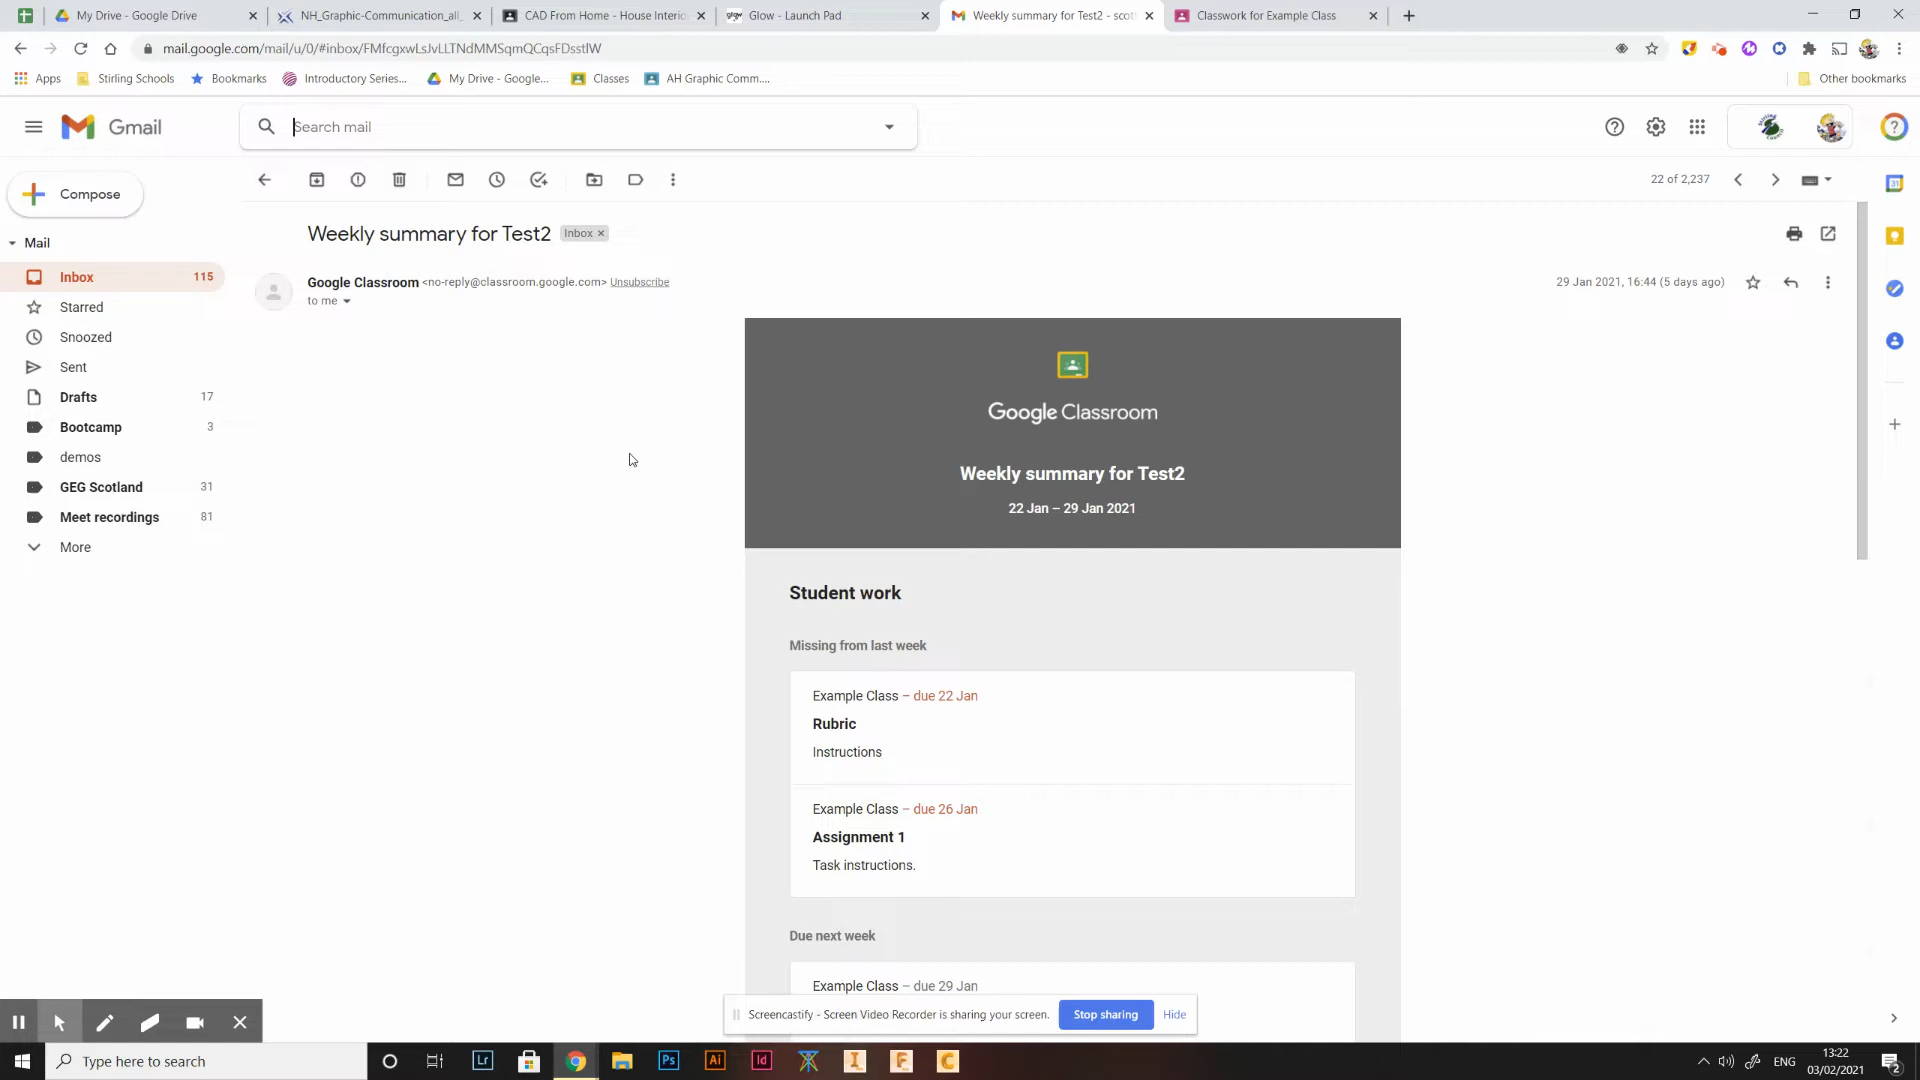 My Drive - Google Drive
NH_Graphic-Communication_all_
CAD From Home - House Interio
glow
Glow - Launch Pad
Weekly summary for Test2 - scot
Classwork for Example Class
mail.google.com/mail/u/0/#inbox/FMfcgxwLsJvLLTNdMMSqmQCqsFDsstlW
Apps
Stirling Schools
Bookmarks
Introductory Series...
My Drive - Google...
Classes
AH Graphic Comm....
Other bookmarks
Gmail
Search mail
Compose
22 of 2,237
Mail
Inbox 115
Starred
Snoozed
Sent
Drafts 17
Bootcamp 3
demos
GEG Scotland 31
Meet recordings 81
More
Weekly summary for Test2
Inbox
Google Classroom <no-reply@classroom.google.com> Unsubscribe
to me
29 Jan 2021, 16:44 (5 days ago)
31
Google Classroom
Weekly summary for Test2
22 Jan – 29 Jan 2021
Student work
Missing from last week
Example Class – due 22 Jan
Rubric
Instructions
Example Class – due 26 Jan
Assignment 1
Task instructions.
Due next week
Example Class – due 29 Jan
Screencastify - Screen Video Recorder is sharing your screen.
Stop sharing
Hide
Type here to search
Lr
Ps
Ai
Id
I
F
C
ENG
13:22
03/02/2021
2